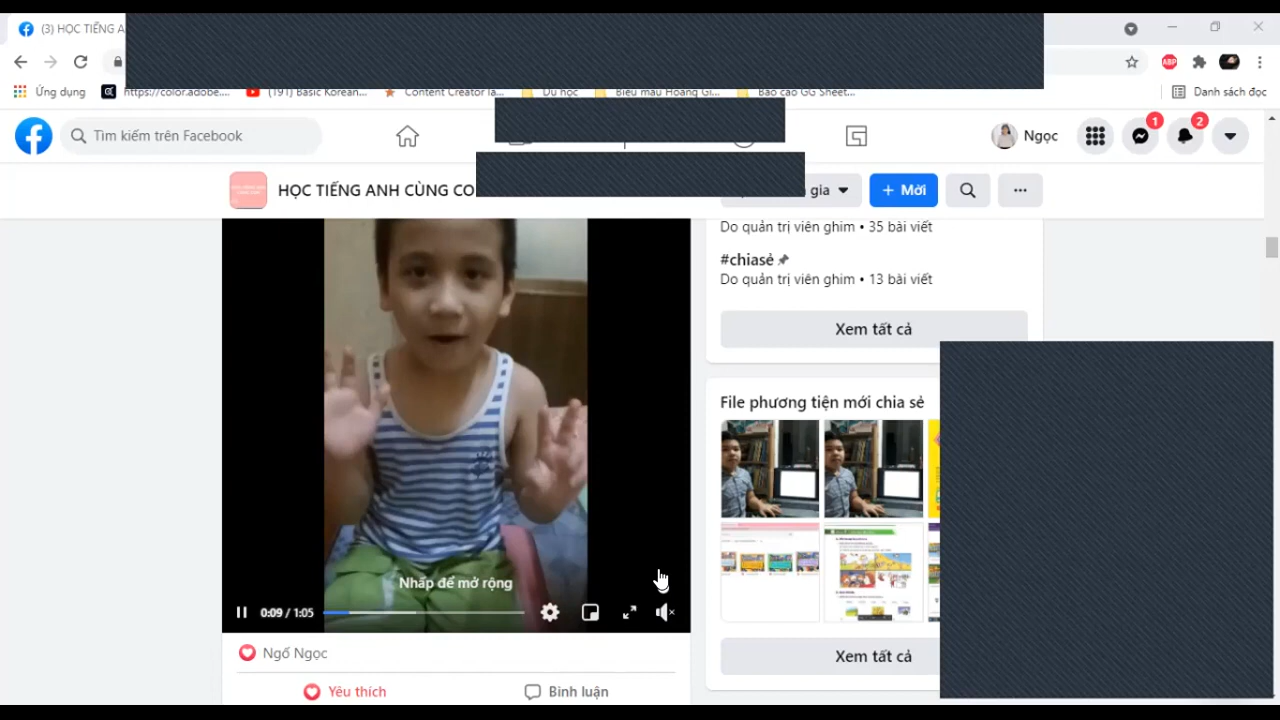 (3) HỌC TIẾNG A
Ứng dụng
https://color.adobe....
(191) Basic Korean...
Content Creator la...
Du học
Biểu mẫu Hoàng Gi...
Báo cáo GG Sheet...
Danh sách đọc
ABP
Tìm kiếm trên Facebook
Ngọc
1
2
HỌC TIẾNG ANH CÙNG CO
gia
+ Mới
Do quản trị viên ghim • 35 bài viết
#chiasẻ
Do quản trị viên ghim • 13 bài viết
Xem tất cả
File phương tiện mới chia sẻ
Nhấp để mở rộng
0:09 / 1:05
Xem tất cả
Ngố Ngọc
Yêu thích
Bình luận